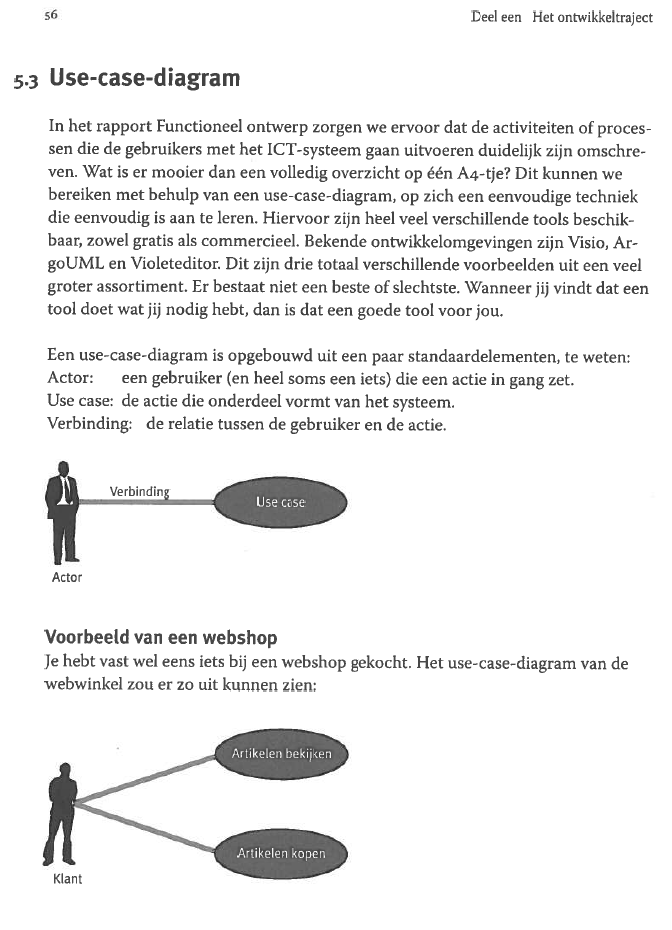 56
Deel een Het ontwikkeltraject
5.3 Use-case-diagram
In het rapport Functioneel ontwerp zorgen we ervoor dat de activiteiten of proces-
sen die de gebruikers met het ICT-systeem gaan uitvoeren duidelijk zijn omschre-
ven. Wat is er mooier dan een volledig overzicht op één A4-tje? Dit kunnen we
bereiken met behulp van een use-case-diagram, op zich een eenvoudige techniek
die eenvoudig is aan te leren. Hiervoor zijn heel veel verschillende tools beschik-
baar, zowel gratis als commercieel. Bekende ontwikkelomgevingen zijn Visio, Ar-
goUML en Violeteditor. Dit zijn drie totaal verschillende voorbeelden uit een veel
groter assortiment. Er bestaat niet een beste of slechtste. Wanneer jij vindt dat een
tool doet wat jij nodig hebt, dan is dat een goede tool voor jou.
Een use-case-diagram is opgebouwd uit een paar standaardelementen, te weten:
Actor: een gebruiker (en heel soms een iets) die een actie in gang zet.
Use case: de actie die onderdeel vormt van het systeem.
Verbinding: de relatie tussen de gebruiker en de actie.
Verbinding
Use case
Actor
Voorbeeld van een webshop
Je hebt vast wel eens iets bij een webshop gekocht. Het use-case-diagram van de
webwinkel zou er zo uit kunnen zien:
Artikelen bekijken
Artikelen kopen
Klant